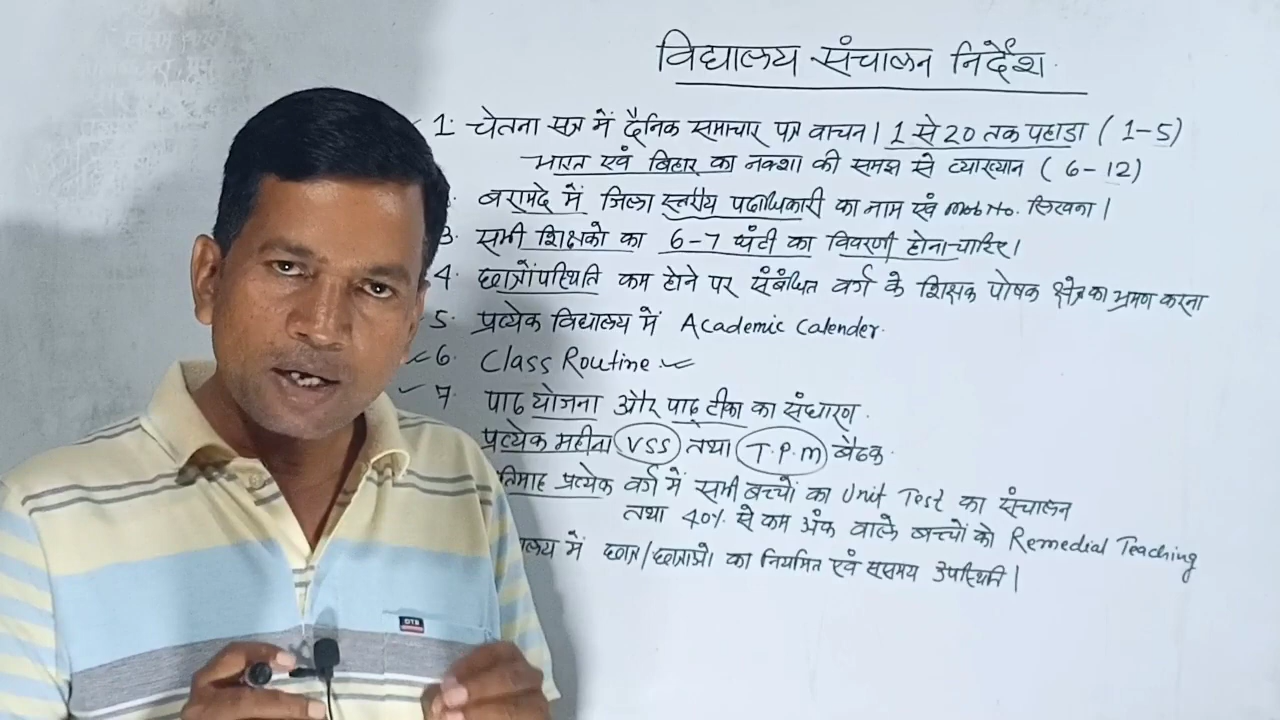 विद्यालय संचालन निर्देश
1. चेतना सत्र में दैनिक समाचार पत्र वाचन। 1 से 20 तक पहाडा (1-5)
भारत एवं बिहार का नक्शा की समझ से व्याख्यान (6-12)
बरामदे में जिला स्तरीय पदाधिकारी का नाम एवं Mob No. लिखना।
3. सभी शिक्षको का 6-7 घंटी का विवरणी होना चाहिए।
4 छात्रोंपस्थिति कम होने पर संबंधित वर्ग के शिक्षक पोषक क्षेत्र का भ्रमण करना
5. प्रत्येक विद्यालय में Academic Calender.
6. Class Routine
7 पाठ योजना और पाठ टीका का संधारण.
प्रत्येक महीना VSS तथा T.P.M बैठक.
प्रत्येक वर्ग में सभी बच्चों का Unit Test का संचालन
तथा 40% से कम अंक वाले बच्चों को Remedial Teaching
में छात्र/छात्राओ का नियमित एवं ससमय उपस्थिति।
DTB